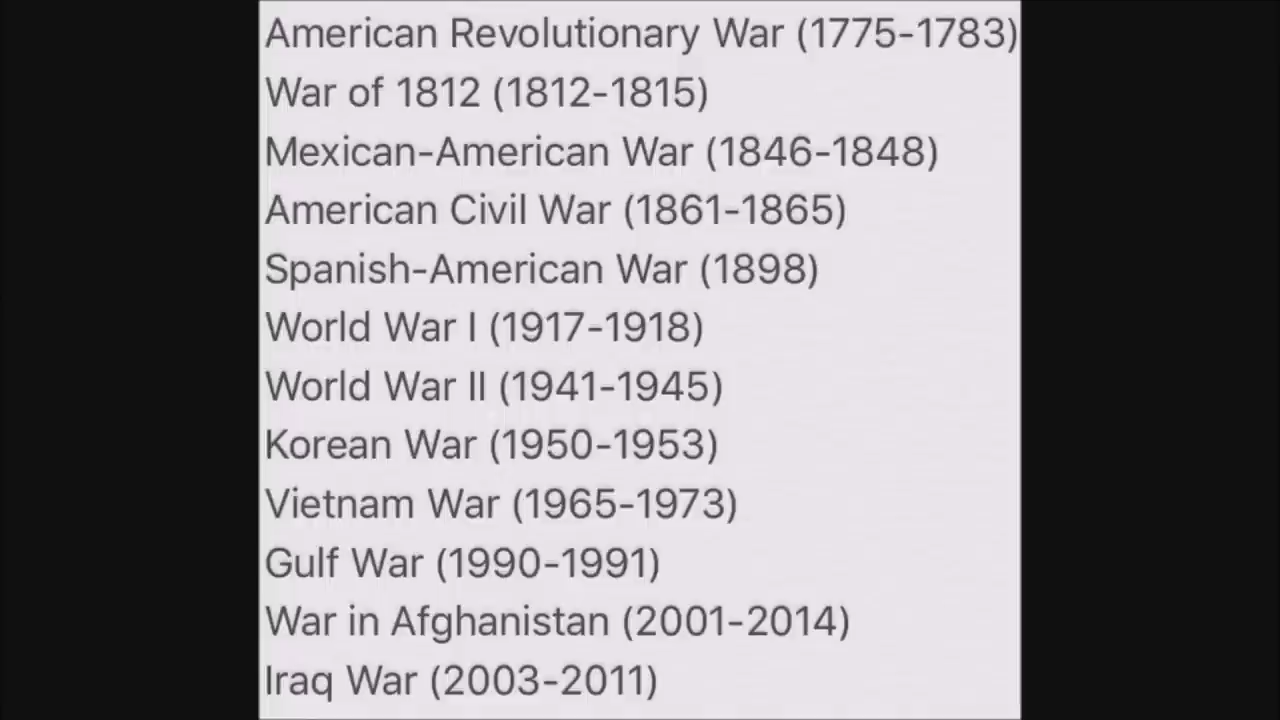 American Revolutionary War (1775-1783)
War of 1812 (1812-1815)
Mexican-American War (1846-1848)
American Civil War (1861-1865)
Spanish-American War (1898)
World War I (1917-1918)
World War II (1941-1945)
Korean War (1950-1953)
Vietnam War (1965-1973)
Gulf War (1990-1991)
War in Afghanistan (2001-2014)
Iraq War (2003-2011)